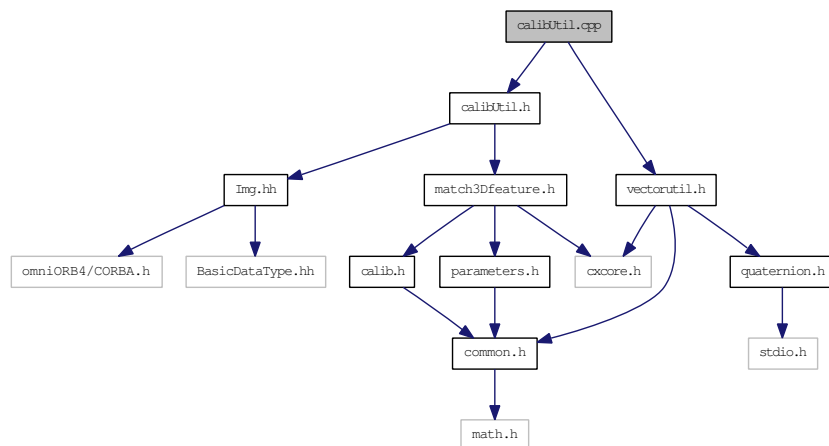 calibUtil.cpp
calibUtil.h
Img.hh
match3Dfeature.h
vectorutil.h
omniORB4/CORBA.h
BasicDataType.hh
calib.h
parameters.h
cxcore.h
quaternion.h
common.h
stdio.h
math.h